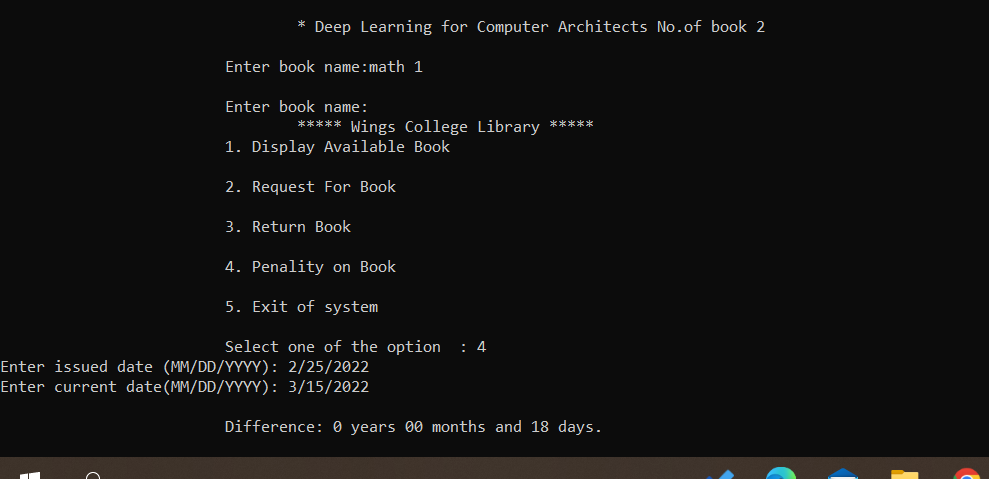 * Deep Learning for Computer Architects No.of book 2
Enter book name:math 1
Enter book name:
***** Wings College Library *****
1. Display Available Book
2. Request For Book
3. Return Book
4. Penality on Book
5. Exit of system
Select one of the option  : 4
Enter issued date (MM/DD/YYYY): 2/25/2022
Enter current date(MM/DD/YYYY): 3/15/2022
Difference: 0 years 00 months and 18 days.